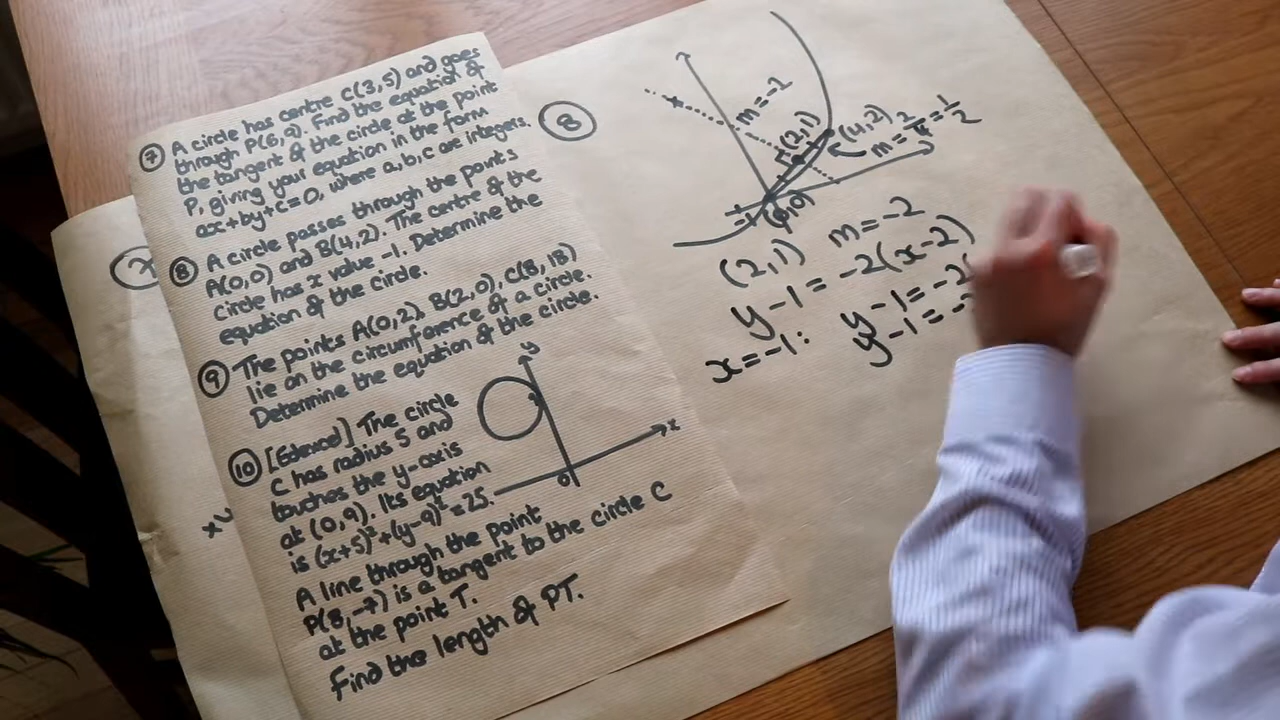 ⑦ A circle has centre C(3,5) and goes
through P(6,9). Find the equation of
the tangent of the circle at the point
P, giving your equation in the form
ax+by+c=0, where a,b,c are integers.
⑧ A circle passes through the points
A(0,0) and B(4,2). The centre of the
circle has x value -1. Determine the
equation of the circle.
⑨ The points A(0,2), B(2,0), C(8,18)
lie on the circumference of a circle.
Determine the equation of the circle.
⑩ [Edexcel] The circle
C has radius 5 and
touches the y-axis
at (0,9). Its equation
is (x+5)²+(y-9)²=25.
A line through the point
P(8,-7) is a tangent to the circle C
at the point T.
Find the length of PT.
y
x
0
⑧
m=-2
(2,1)
(4,2)
m=2/4=1/2
-1
(0,0)
(2,1) m=-2
y-1=-2(x-2)
x=-1: y-1=-2(
y-1=